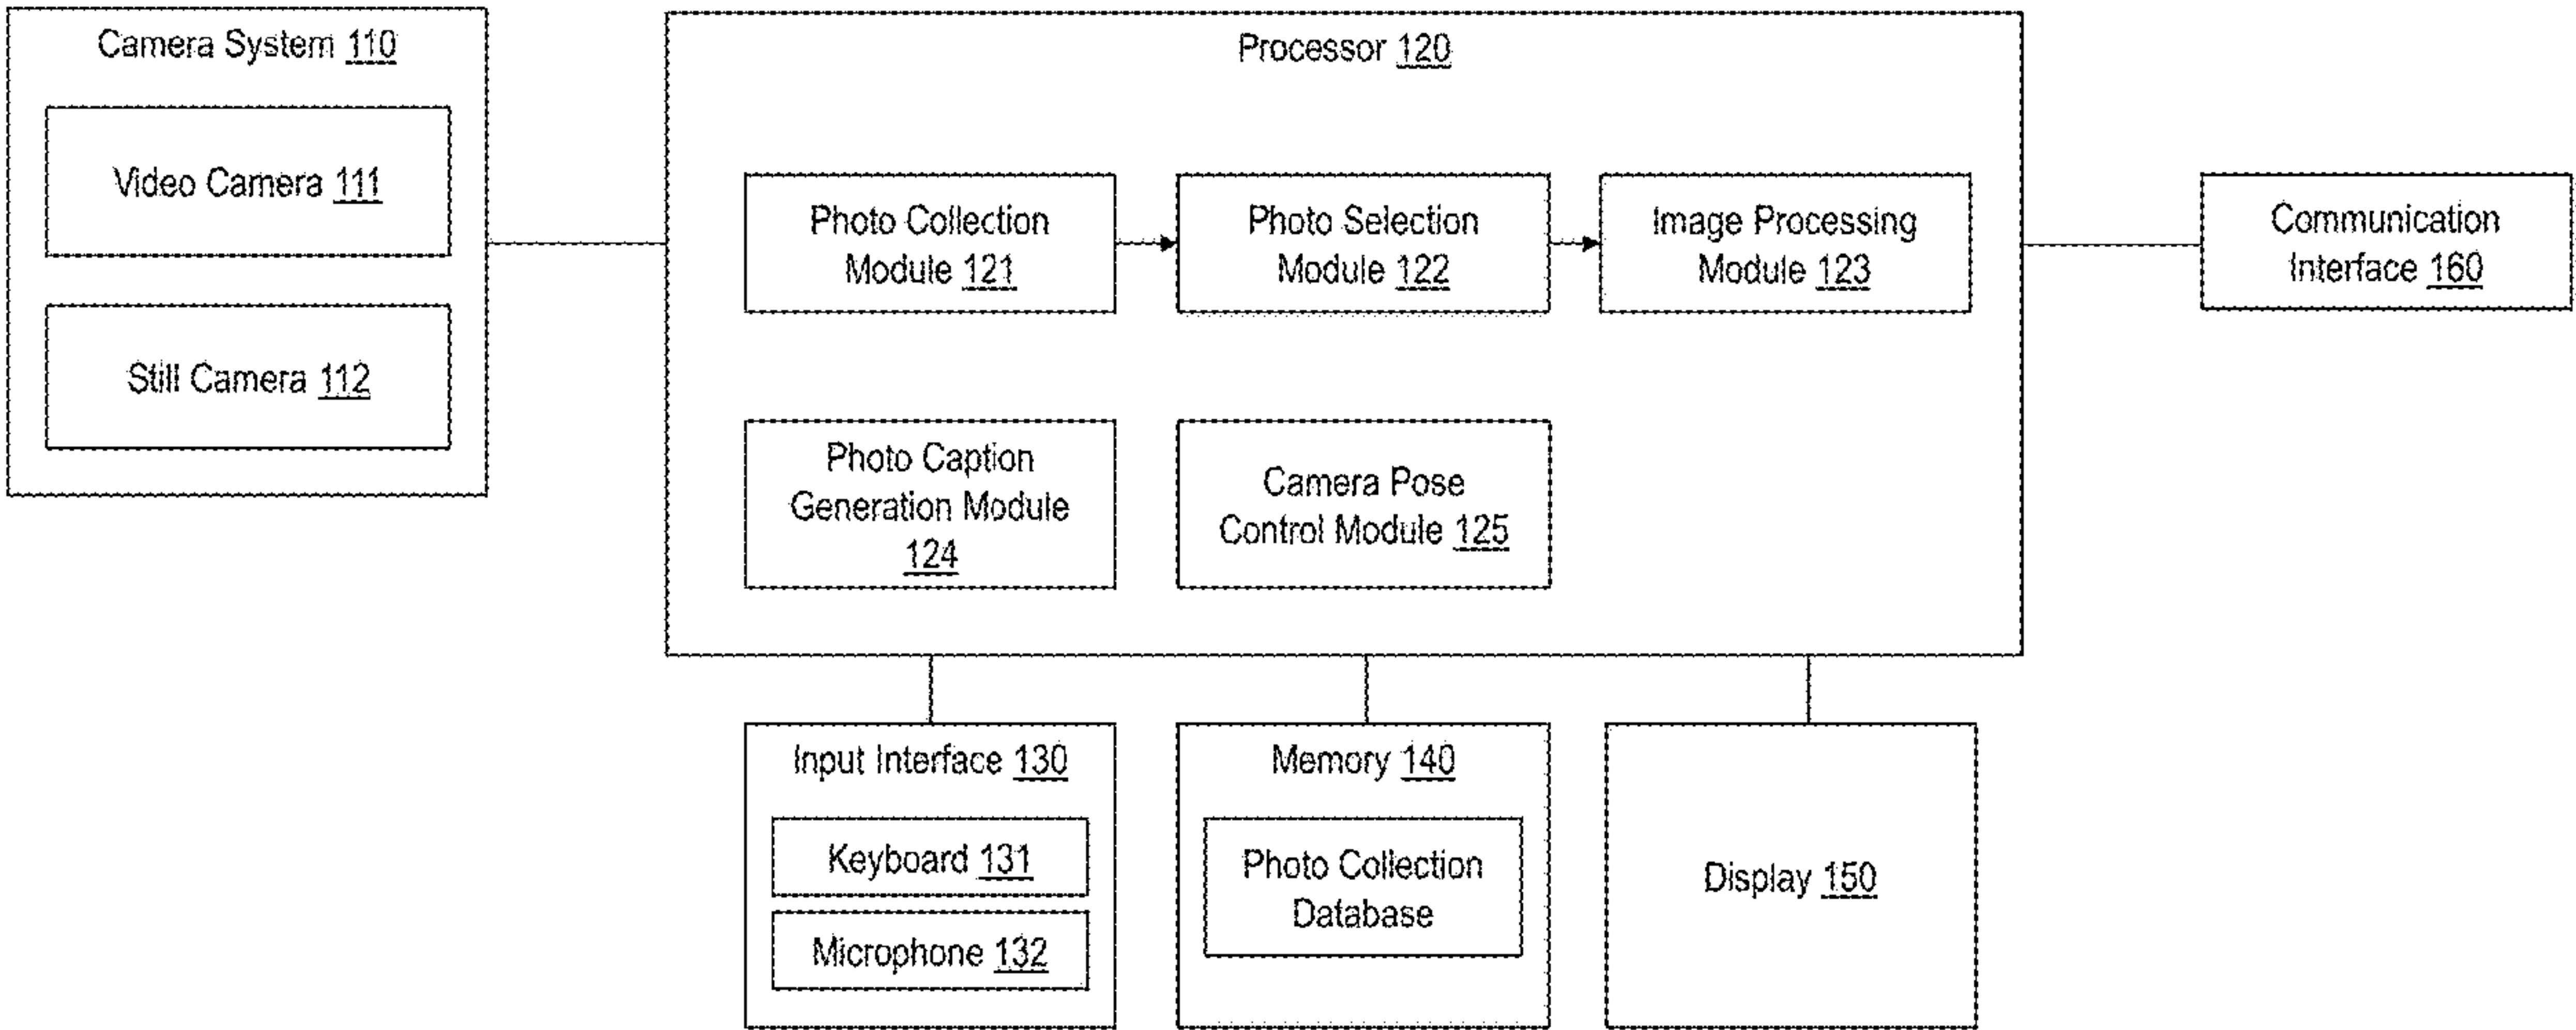 Camera System 110
Video Camera 111
Still Camera 112
Processor 120
Photo Collection
Module 121
Photo Selection
Module 122
Image Processing
Module 123
Photo Caption
Generation Module
124
Camera Pose
Control Module 125
Communication
Interface 160
Input Interface 130
Keyboard 131
Microphone 132
Memory 140
Photo Collection
Database
Display 150